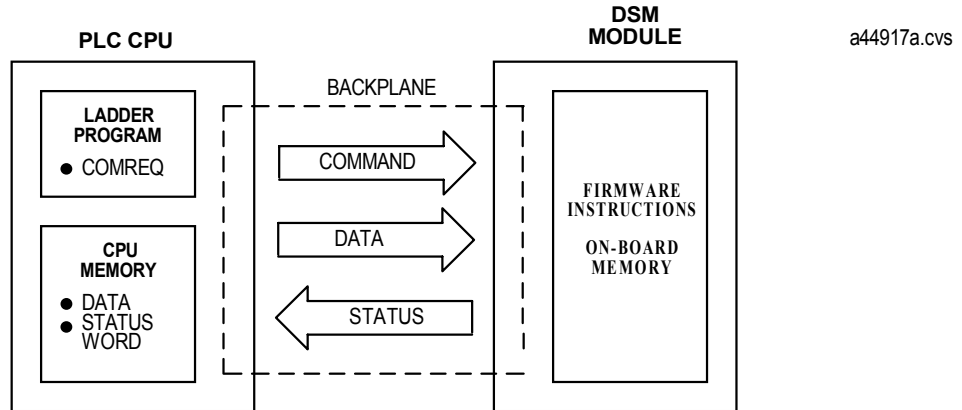 PLC CPU
DSM
MODULE
a44917a.cvs
BACKPLANE
LADDER
PROGRAM
● COMREQ
CPU
MEMORY
● DATA
● STATUS
WORD
COMMAND
DATA
STATUS
FIRMWARE
INSTRUCTIONS
ON-BOARD
MEMORY